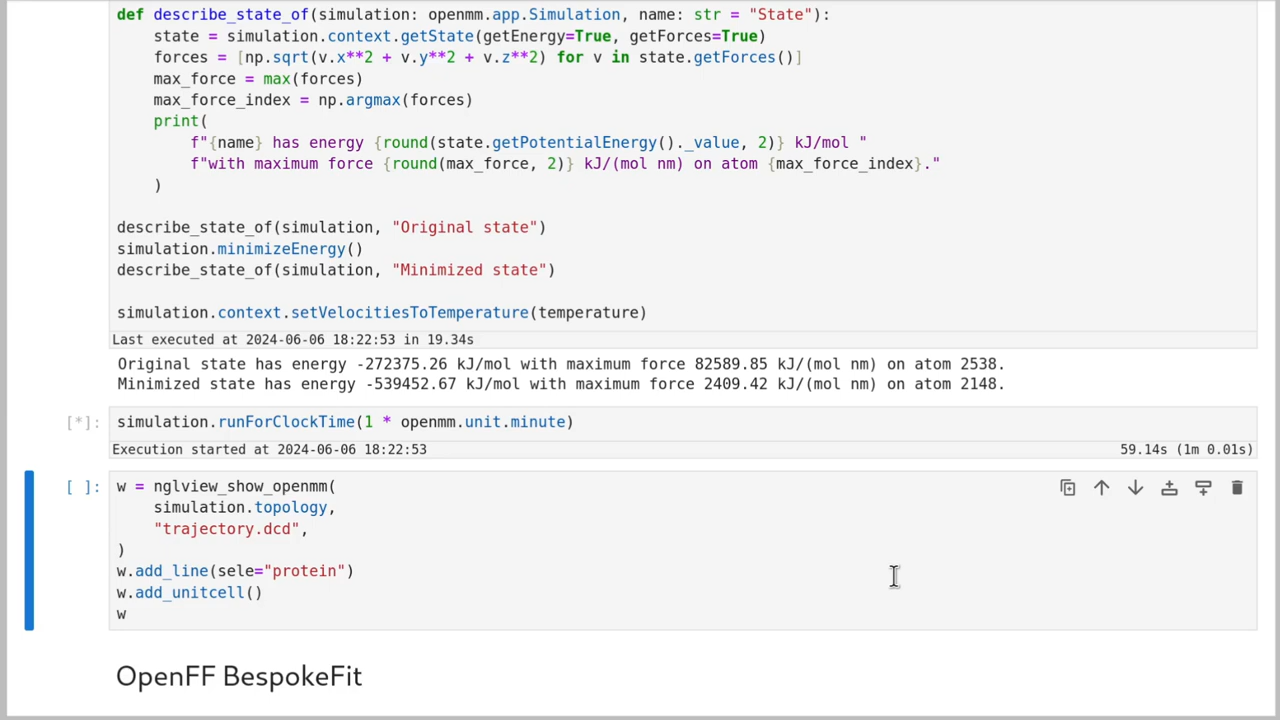 def describe_state_of(simulation: openmm.app.Simulation, name: str = "State"):
    state = simulation.context.getState(getEnergy=True, getForces=True)
    forces = [np.sqrt(v.x**2 + v.y**2 + v.z**2) for v in state.getForces()]
    max_force = max(forces)
    max_force_index = np.argmax(forces)
    print(
        f"{name} has energy {round(state.getPotentialEnergy()._value, 2)} kJ/mol "
        f"with maximum force {round(max_force, 2)} kJ/(mol nm) on atom {max_force_index}."
    )
describe_state_of(simulation, "Original state")
simulation.minimizeEnergy()
describe_state_of(simulation, "Minimized state")
simulation.context.setVelocitiesToTemperature(temperature)
Last executed at 2024-06-06 18:22:53 in 19.34s
Original state has energy -272375.26 kJ/mol with maximum force 82589.85 kJ/(mol nm) on atom 2538.
Minimized state has energy -539452.67 kJ/mol with maximum force 2409.42 kJ/(mol nm) on atom 2148.
[*]: simulation.runForClockTime(1 * openmm.unit.minute)
Execution started at 2024-06-06 18:22:53 59.14s (1m 0.01s)
[ ]: w = nglview_show_openmm(
    simulation.topology,
    "trajectory.dcd",
)
w.add_line(sele="protein")
w.add_unitcell()
w
OpenFF BespokeFit